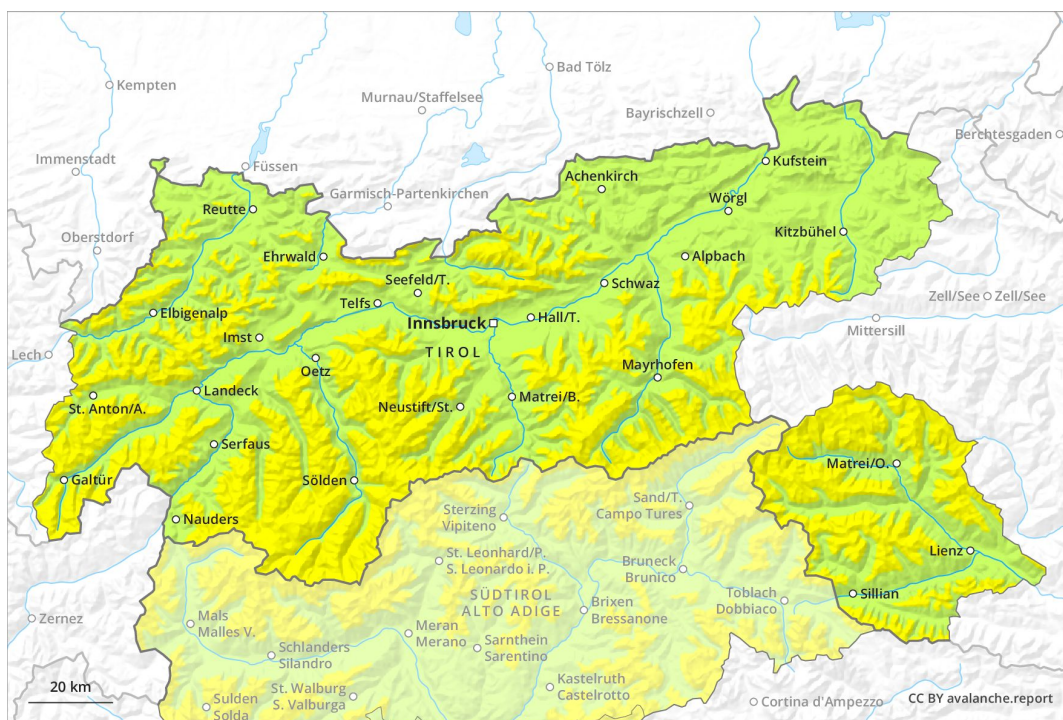 Kempten
Bad Tölz
Murnau/Staffelsee
Bayrischzell
Berchtesgaden
Immenstadt
Füssen
Kufstein
Achenkirch
Garmisch-Partenkirchen
Wörgl
Reutte
Oberstdorf
Kitzbühel
Ehrwald
Alpbach
Seefeld/T.
Schwaz
Zell/See
Zell/See
Telfs
Elbigenalp
Hall/T.
Innsbruck
Mittersill
Imst
TIROL
Lech
Oetz
Mayrhofen
Landeck
Matrei/B.
St. Anton/A.
Neustift/St.
Serfaus
Matrei/O.
Galtür
Sölden
Sand/T.
Campo Tures
Sterzing
Vipiteno
Nauders
Lienz
St. Leonhard/P.
S. Leonardo i. P.
Bruneck
Brunico
SÜDTIROL
ALTO ADIGE
Toblach
Dobbiaco
Sillian
Brixen
Bressanone
Zernez
Mals
Malles V.
Meran
Merano
Sarnthein
Sarentino
Schlanders
Silandro
Kastelruth
Castelrotto
20 km
St. Walburg
S. Valburga
Sulden
Solda
Cortina d'Ampezzo
CC BY avalanche.report